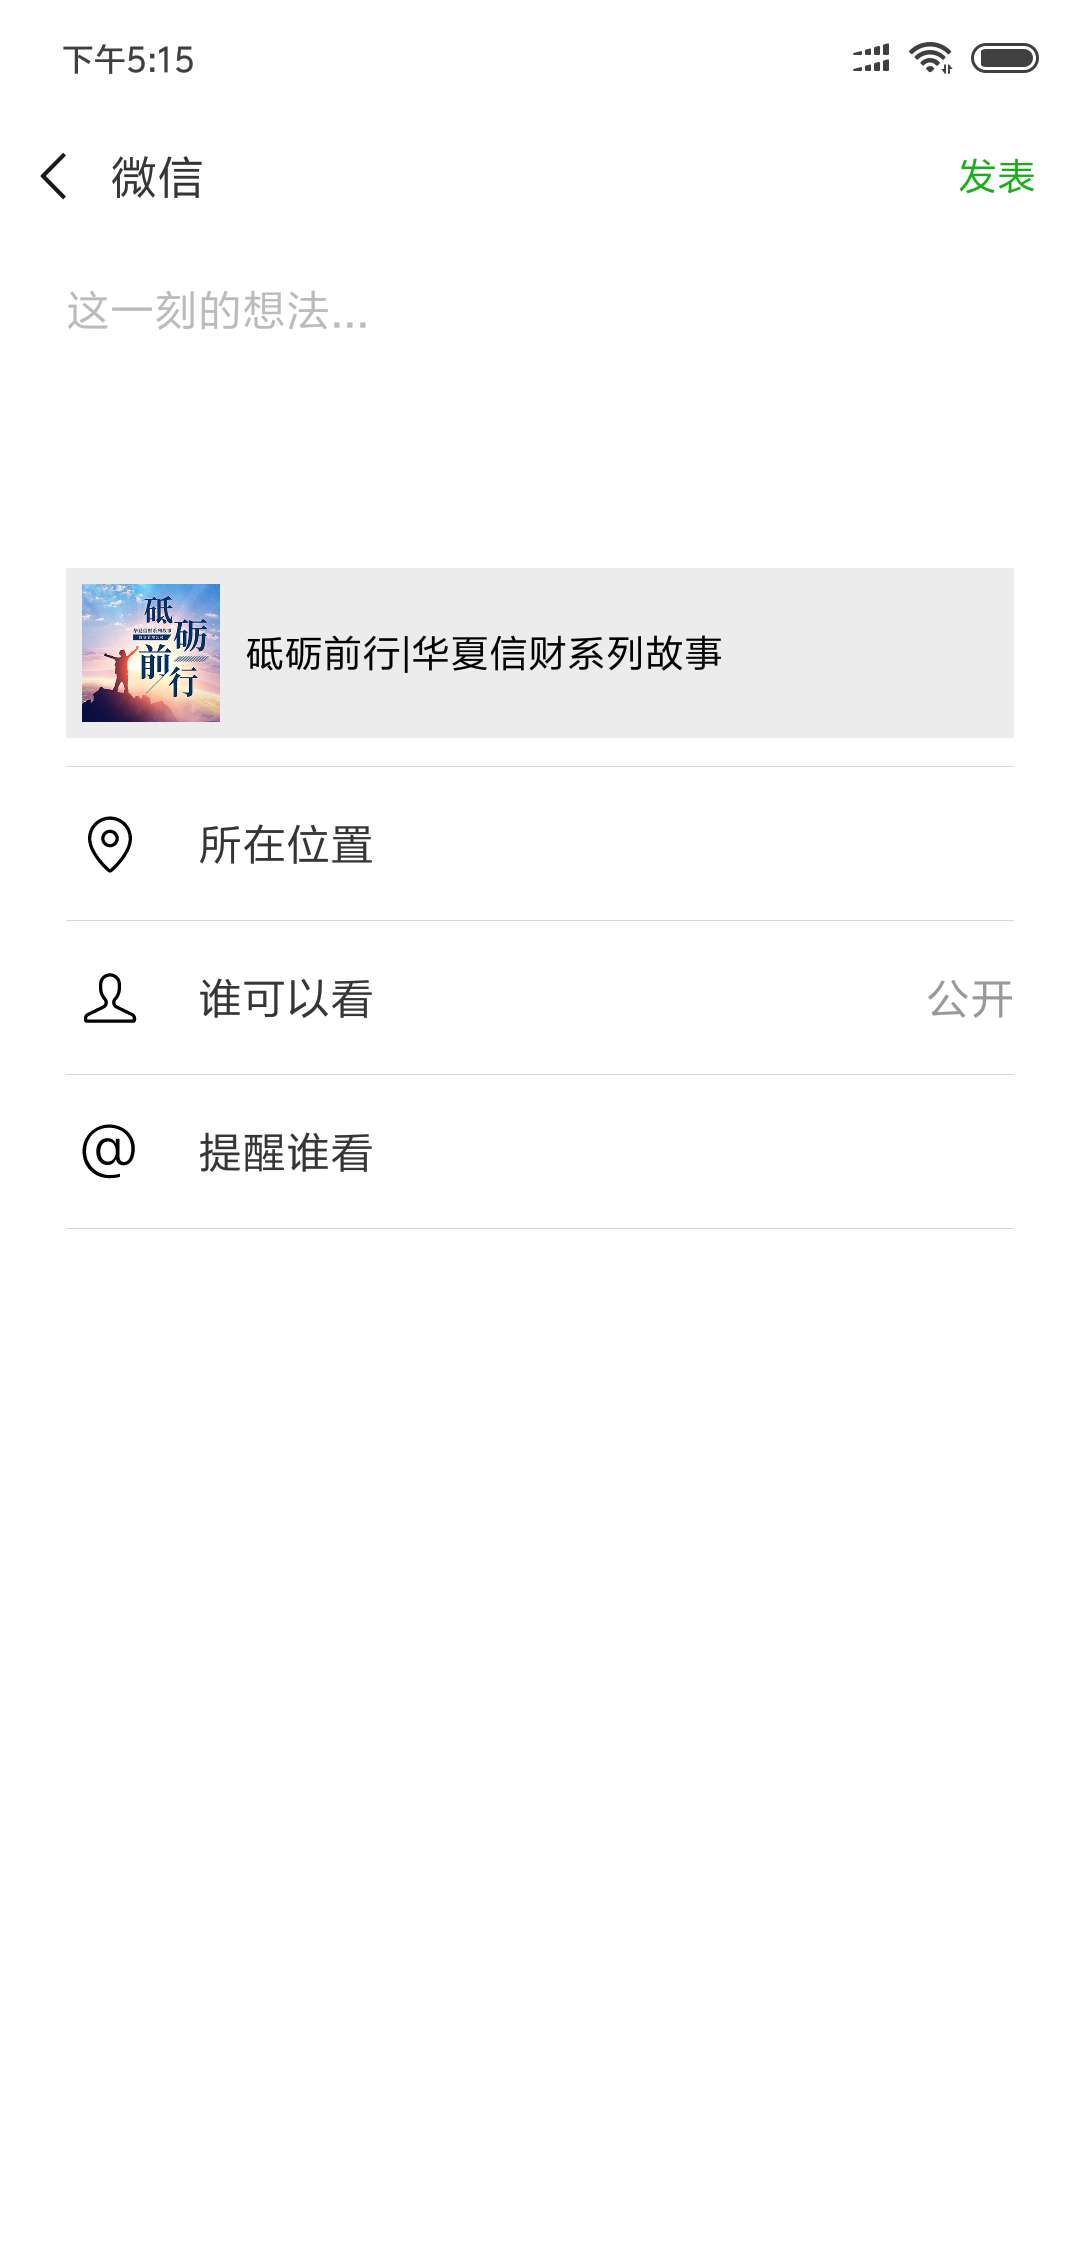 下午5:15
微信
发表
这一刻的想法...
砥砺前行
砥砺前行|华夏信财系列故事
所在位置
谁可以看
公开
@ 提醒谁看